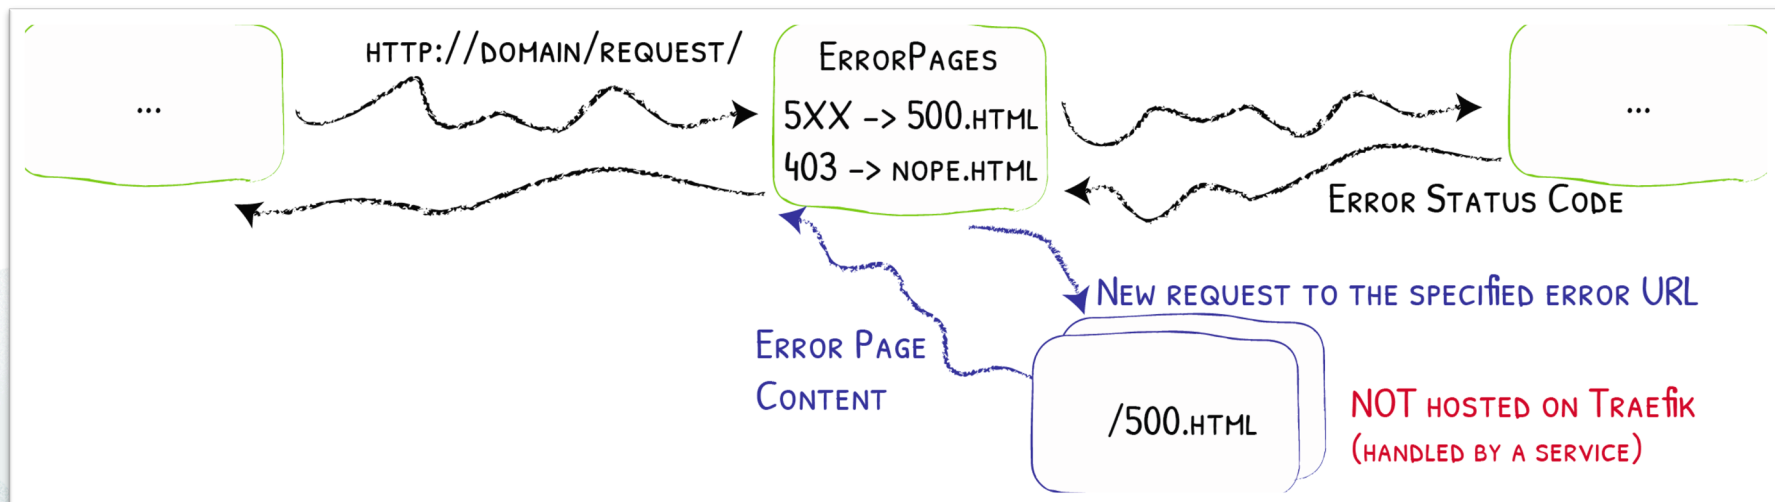 ...
HTTP://DOMAIN/REQUEST/
ERRORPAGES
5XX -> 500.HTML
403 -> NOPE.HTML
...
ERROR STATUS CODE
NEW REQUEST TO THE SPECIfiED ERROR URL
ERROR PAGE
CONTENT
/500.HTML
NOT HOSTED ON TRAEfiK
(HANDLED BY A SERVICE)